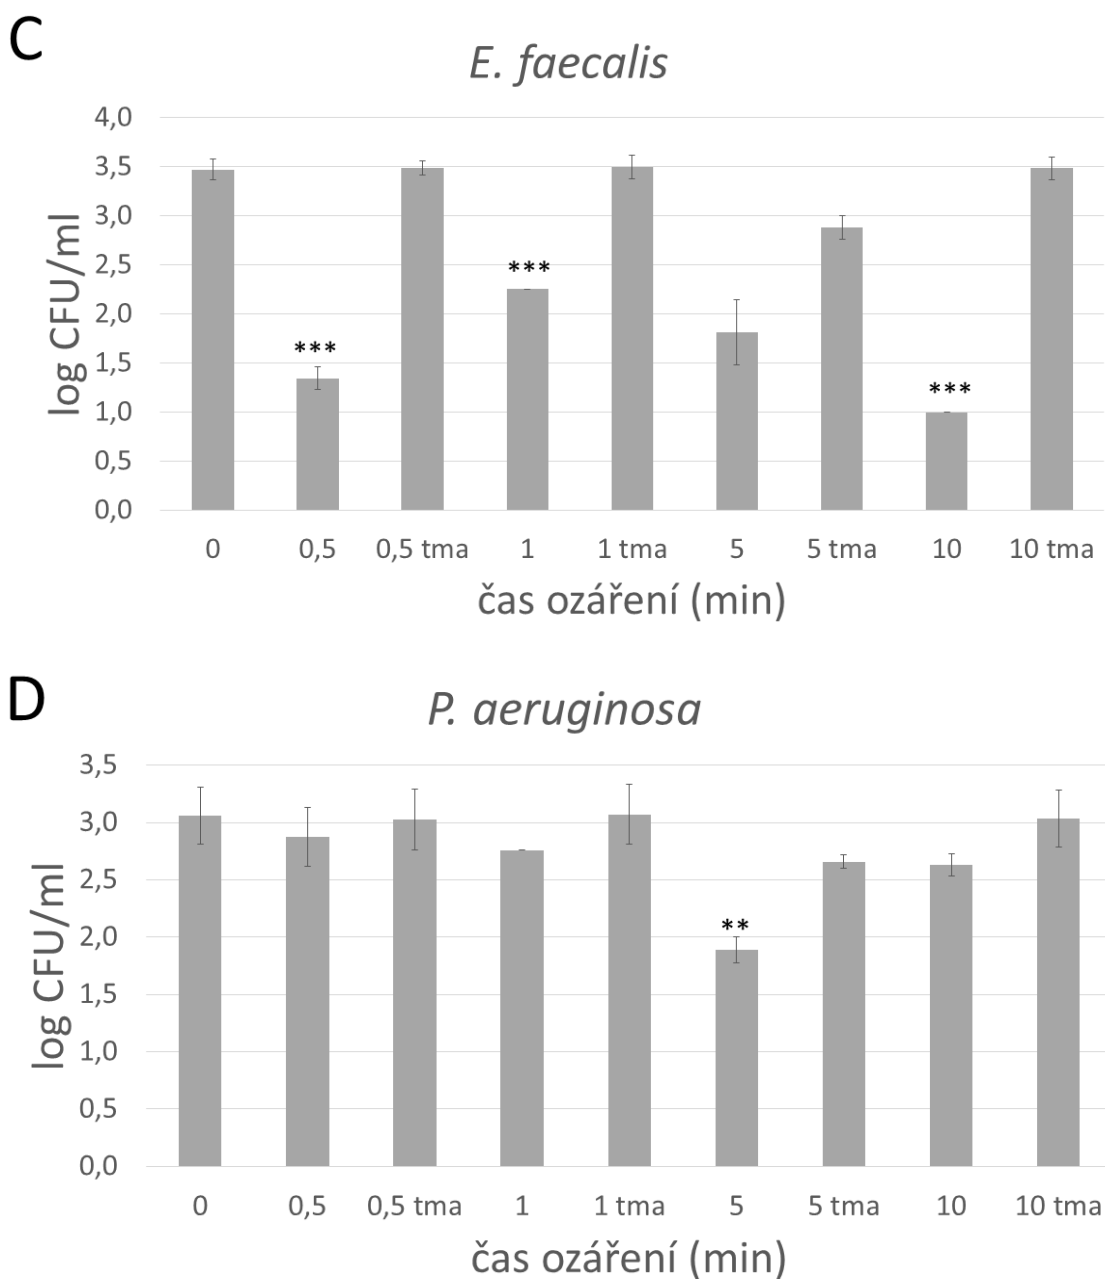 C
E. faecalis
4,0
3,5
3,0
2,5
2,0
1,5
1,0
0,5
0,0
log CFU/ml
***
***
***
0 0,5 0,5 tma 1 1 tma 5 5 tma 10 10 tma
čas ozáření (min)
D
P. aeruginosa
3,5
3,0
2,5
2,0
1,5
1,0
0,5
0,0
log CFU/ml
**
0 0,5 0,5 tma 1 1 tma 5 5 tma 10 10 tma
čas ozáření (min)